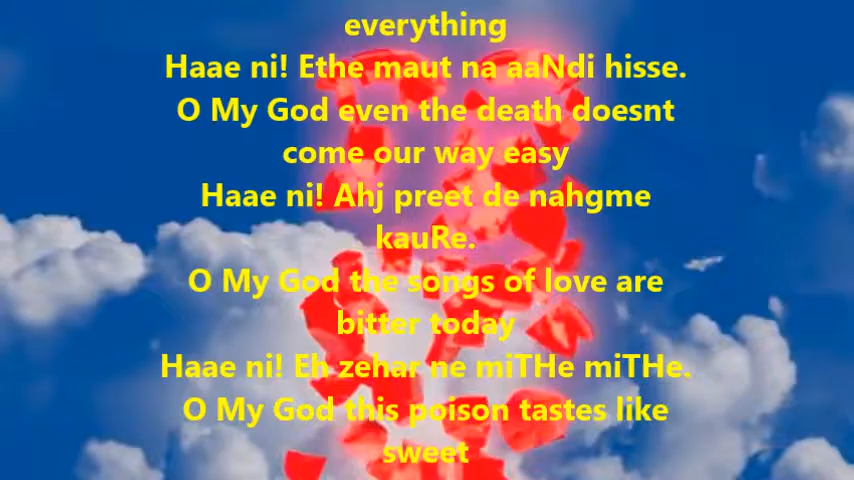 everything
Haae ni! Ethe maut na aaNdi hisse.
O My God even the death doesnt
come our way easy
Haae ni! Ahj preet de nahgme
kauRe.
O My God the songs of love are
bitter today
Haae ni! Eh zehar ne miTHe miTHe.
O My God this poison tastes like
sweet